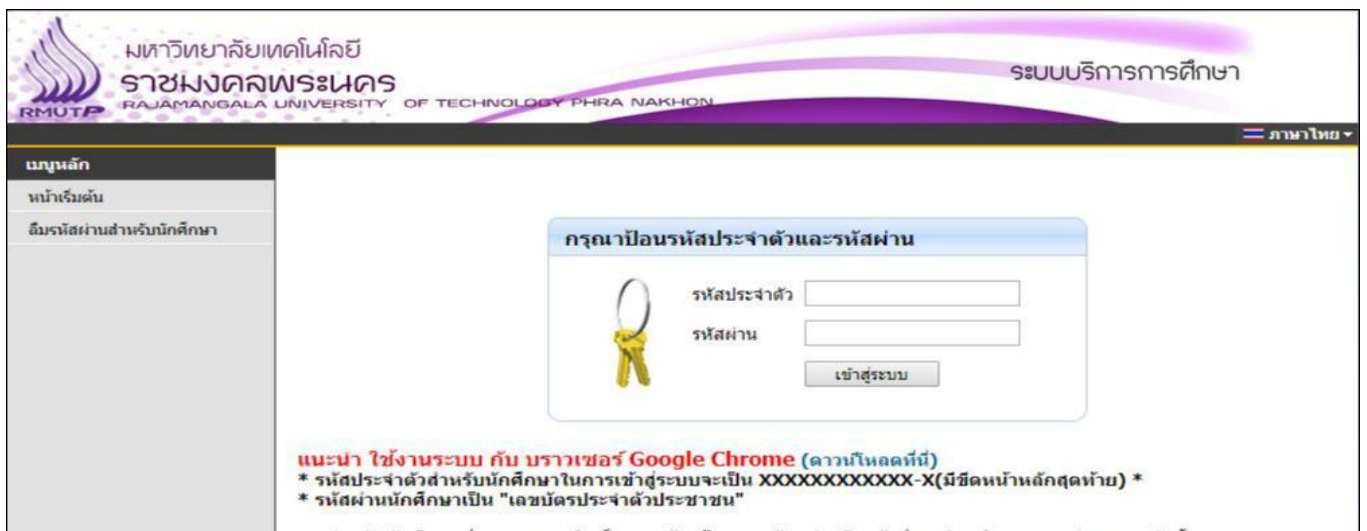 มหาวิทยาลัยเทคโนโลยี
ราชมงคลพระนคร
RAJAMANGALA UNIVERSITY OF TECHNOLOGY PHRA NAKHON
RMUTP
ระบบบริการการศึกษา
ภาษาไทย
เมนูหลัก
หน้าเริ่มต้น
ลืมรหัสผ่านสำหรับนักศึกษา
กรุณาป้อนรหัสประจำตัวและรหัสผ่าน
รหัสประจำตัว
รหัสผ่าน
เข้าสู่ระบบ
แนะนำ ใช้งานระบบ กับ บราวเซอร์ Google Chrome (ดาวน์โหลดที่นี่)
* รหัสประจำตัวสำหรับนักศึกษาในการเข้าสู่ระบบจะเป็น XXXXXXXXXXXX-X(มีขีดหน้าหลักสุดท้าย) *
* รหัสผ่านนักศึกษาเป็น "เลขบัตรประจำตัวประชาชน"